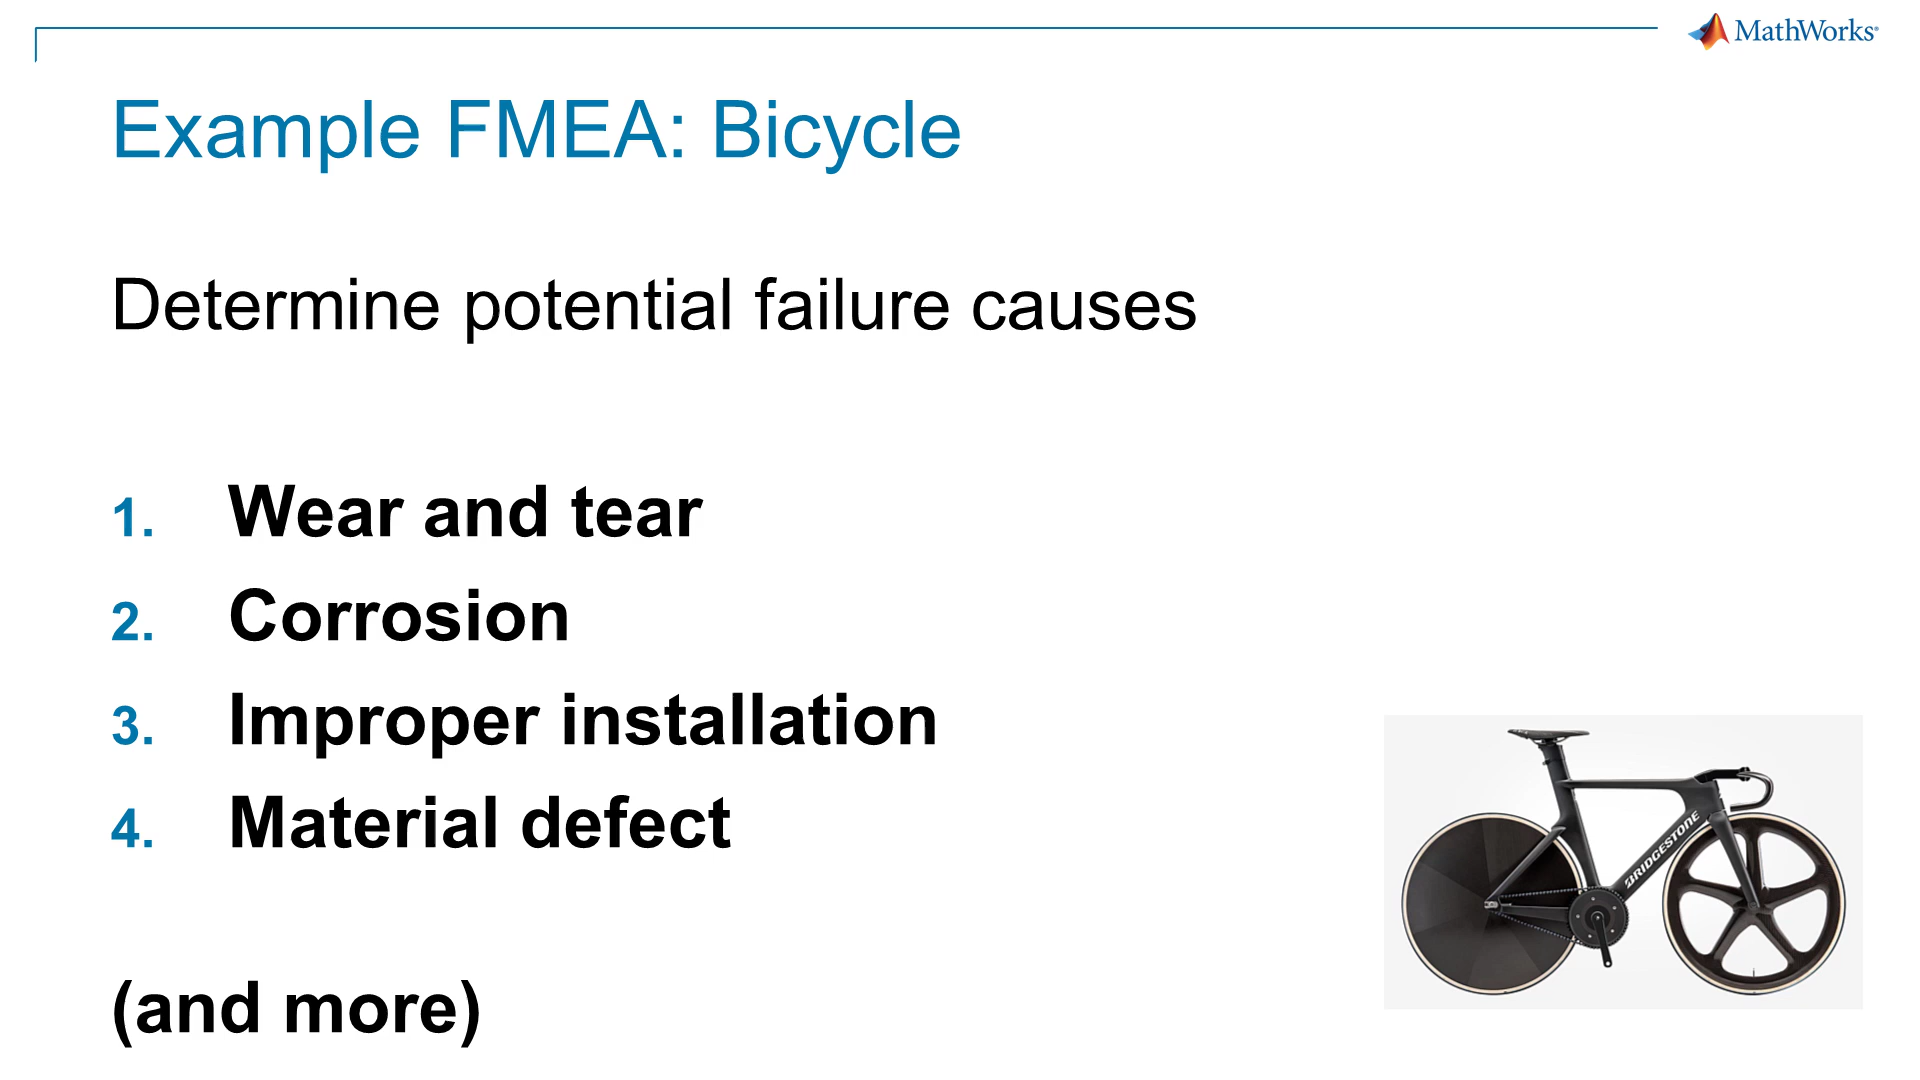 MathWorks®
Example FMEA: Bicycle
Determine potential failure causes
1. Wear and tear
2. Corrosion
3. Improper installation
4. Material defect
BRIDGESTONE
(and more)